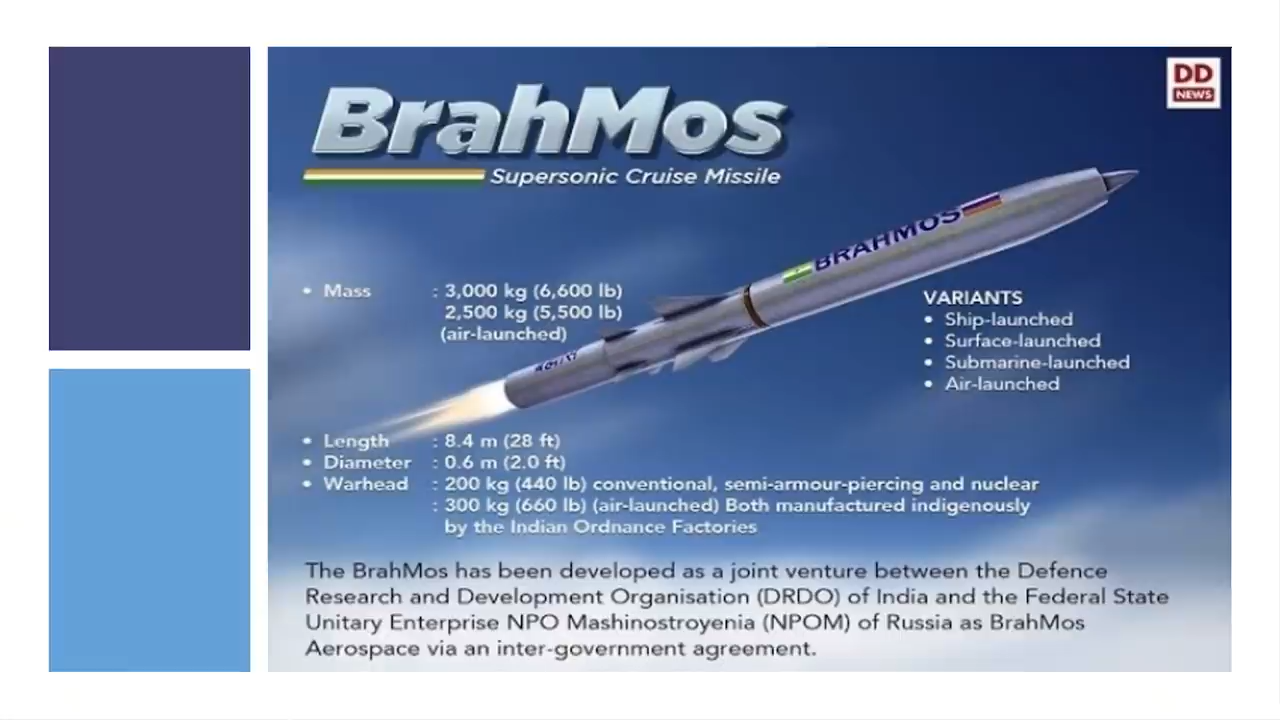 DD
NEWS
BrahMos
Supersonic Cruise Missile
BRAHMOS
• Mass : 3,000 kg (6,600 lb)
2,500 kg (5,500 lb)
(air-launched)
VARIANTS
• Ship-launched
• Surface-launched
• Submarine-launched
• Air-launched
• Length : 8.4 m (28 ft)
• Diameter : 0.6 m (2.0 ft)
• Warhead : 200 kg (440 lb) conventional, semi-armour-piercing and nuclear
: 300 kg (660 lb) (air-launched) Both manufactured indigenously
by the Indian Ordnance Factories
The BrahMos has been developed as a joint venture between the Defence
Research and Development Organisation (DRDO) of India and the Federal State
Unitary Enterprise NPO Mashinostroyenia (NPOM) of Russia as BrahMos
Aerospace via an inter-government agreement.